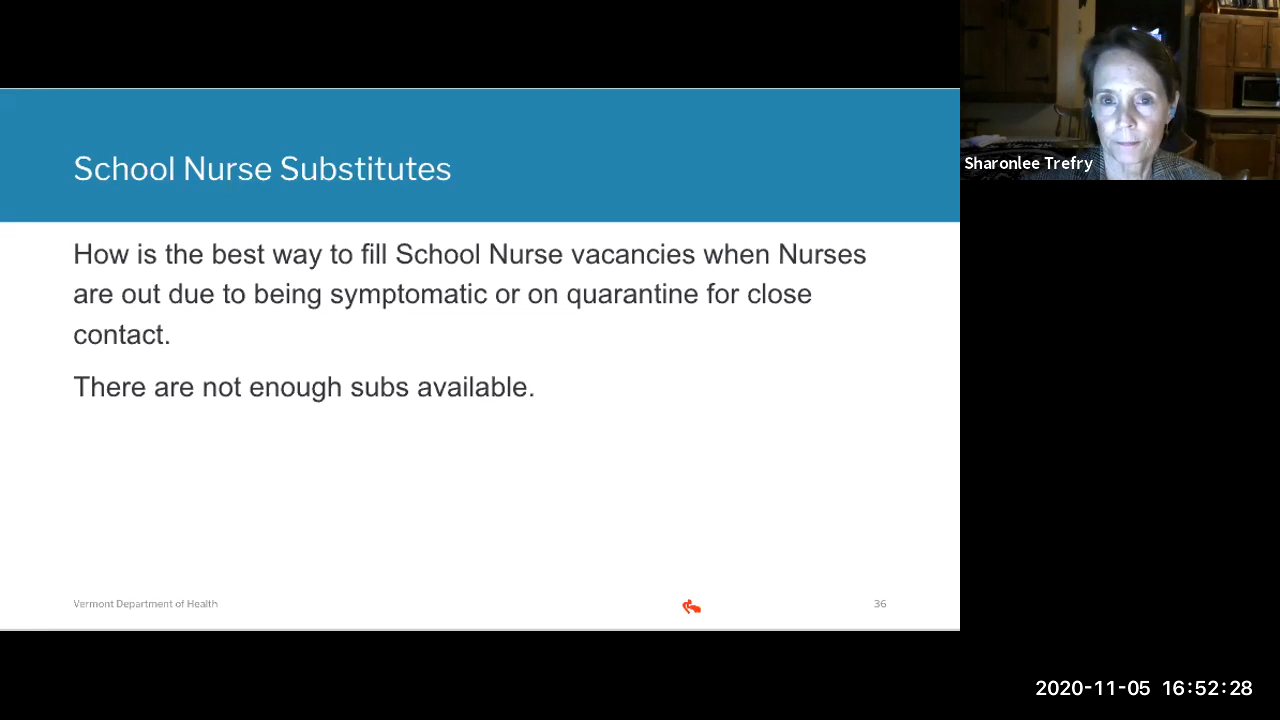 School Nurse Substitutes
Sharonlee Trefry
How is the best way to fill School Nurse vacancies when Nurses
are out due to being symptomatic or on quarantine for close
contact.
There are not enough subs available.
Vermont Department of Health
36
2020-11-05 16:52:28